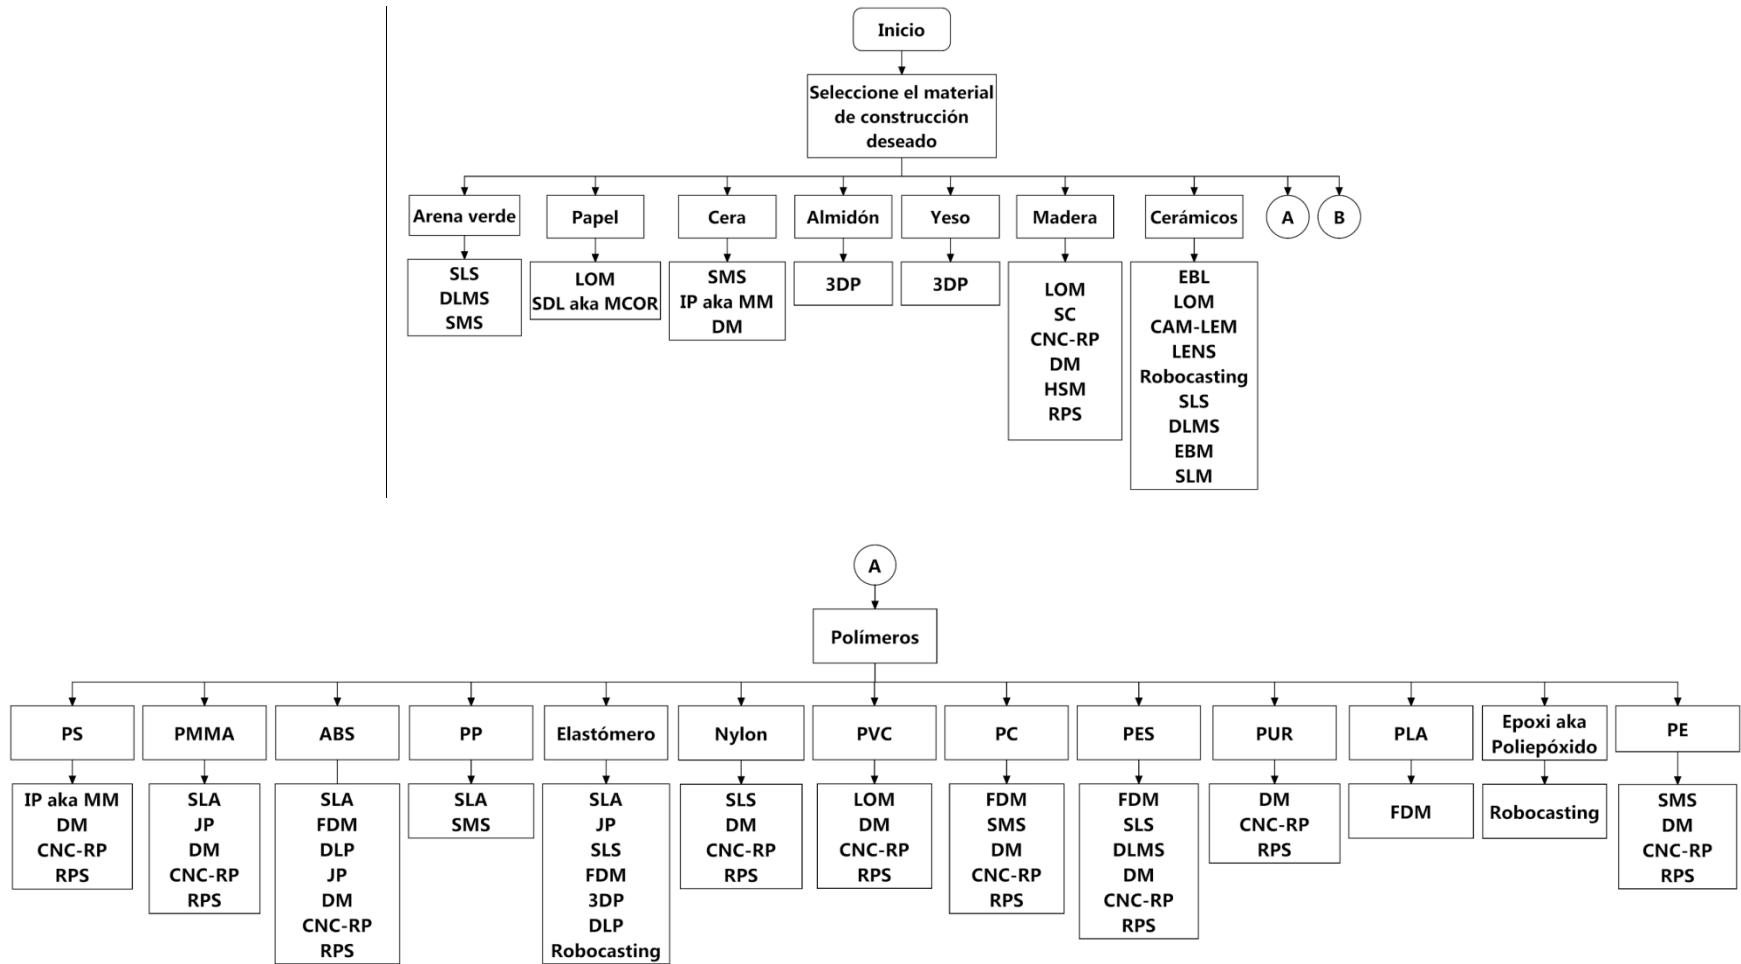 Inicio
Seleccione el material
de construcción
deseado
Arena verde
Papel
Cera
Almidón
Yeso
Madera
Cerámicos
A
B
SLS
DLMS
SMS
LOM
SDL aka MCOR
SMS
IP aka MM
DM
3DP
3DP
LOM
SC
CNC-RP
DM
HSM
RPS
EBL
LOM
CAM-LEM
LENS
Robocasting
SLS
DLMS
EBM
SLM
A
Polímeros
PS
PMMA
ABS
PP
Elastómero
Nylon
PVC
PC
PES
PUR
PLA
Epoxi aka
Poliepóxido
PE
IP aka MM
DM
CNC-RP
RPS
SLA
JP
DM
CNC-RP
RPS
SLA
FDM
DLP
JP
DM
CNC-RP
RPS
SLA
SMS
SLA
JP
SLS
FDM
3DP
DLP
Robocasting
SLS
DM
CNC-RP
RPS
LOM
DM
CNC-RP
RPS
FDM
SMS
DM
CNC-RP
RPS
FDM
SLS
DLMS
DM
CNC-RP
RPS
DM
CNC-RP
RPS
FDM
Robocasting
SMS
DM
CNC-RP
RPS